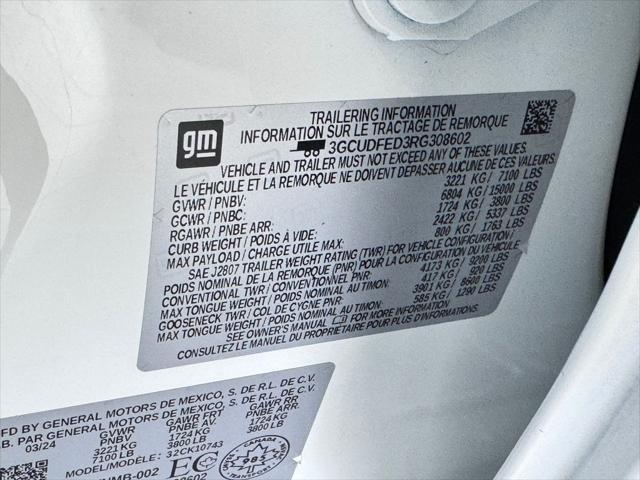 gm
TRAILERING INFORMATION
INFORMATION SUR LE TRACTAGE DE REMORQUE
3GCUDFED3RG308602
VEHICLE AND TRAILER MUST NOT EXCEED ANY OF THESE VALUES
LE VÉHICULE ET LA REMORQUE NE DOIVENT DÉPASSER AUCUNE DE CES VALEURS
GVWR / PNBV: 3221 KG / 7100 LBS
GCWR / PNBC: 6804 KG / 15000 LBS
RGAWR / PNBE ARR: 1724 KG / 3800 LBS
CURB WEIGHT / POIDS À VIDE: 2422 KG / 5337 LBS
MAX PAYLOAD / CHARGE UTILE MAX: 800 KG / 1763 LBS
SAE J2807 TRAILER WEIGHT RATING (TWR) FOR VEHICLE CONFIGURATION /
POIDS NOMINAL DE LA REMORQUE (PNR) POUR LA CONFIGURATION DU VÉHICULE
CONVENTIONAL TWR / CONVENTIONNEL PNR: 4173 KG / 9200 LBS
MAX TONGUE WEIGHT / POIDS NOMINAL AU TIMON: 417 KG / 920 LBS
GOOSENECK TWR / COL DE CYGNE PNR: 3901 KG / 8600 LBS
MAX TONGUE WEIGHT / POIDS NOMINAL AU TIMON: 585 KG / 1290 LBS
SEE OWNER'S MANUAL FOR MORE INFORMATION
CONSULTEZ LE MANUEL DU PROPRIÉTAIRE POUR PLUS D'INFORMATIONS
MFD BY GENERAL MOTORS DE MEXICO, S. DE R.L. DE C.V.
FAB. PAR GENERAL MOTORS DE MEXICO, S. DE R.L. DE C.V.
03/24 GVWR GAWR FRT GAWR RR
PNBV PNBE AV. PNBE ARR.
3221 KG 1724 KG 1724 KG
7100 LB 3800 LB 3800 LB
MODEL/MODÈLE: 32CK10743
MB-002 EC
CANADA
983
TRANSPORT